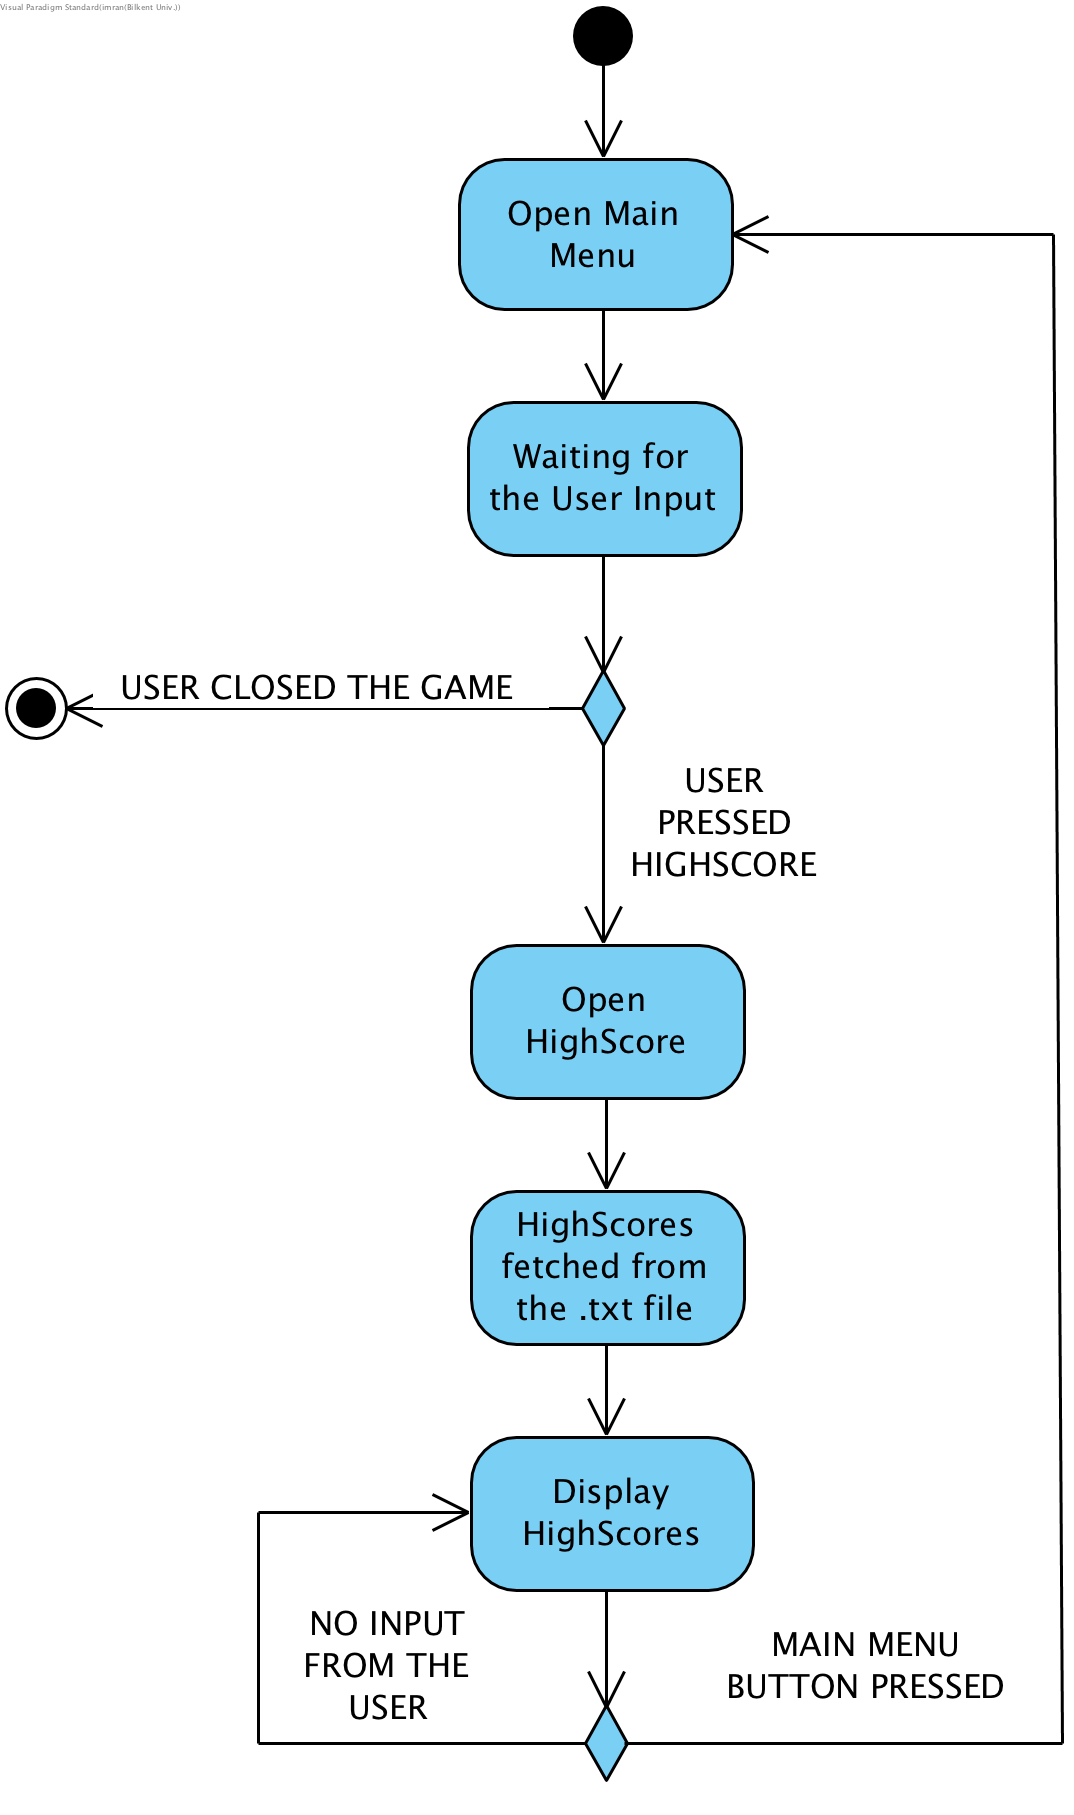 Visual Paradigm Standard(imran(Bilkent Univ.))
Open Main
Menu
Waiting for
the User Input
USER CLOSED THE GAME
USER
PRESSED
HIGHSCORE
Open
HighScore
HighScores
fetched from
the .txt file
Display
HighScores
NO INPUT
FROM THE
USER
MAIN MENU
BUTTON PRESSED